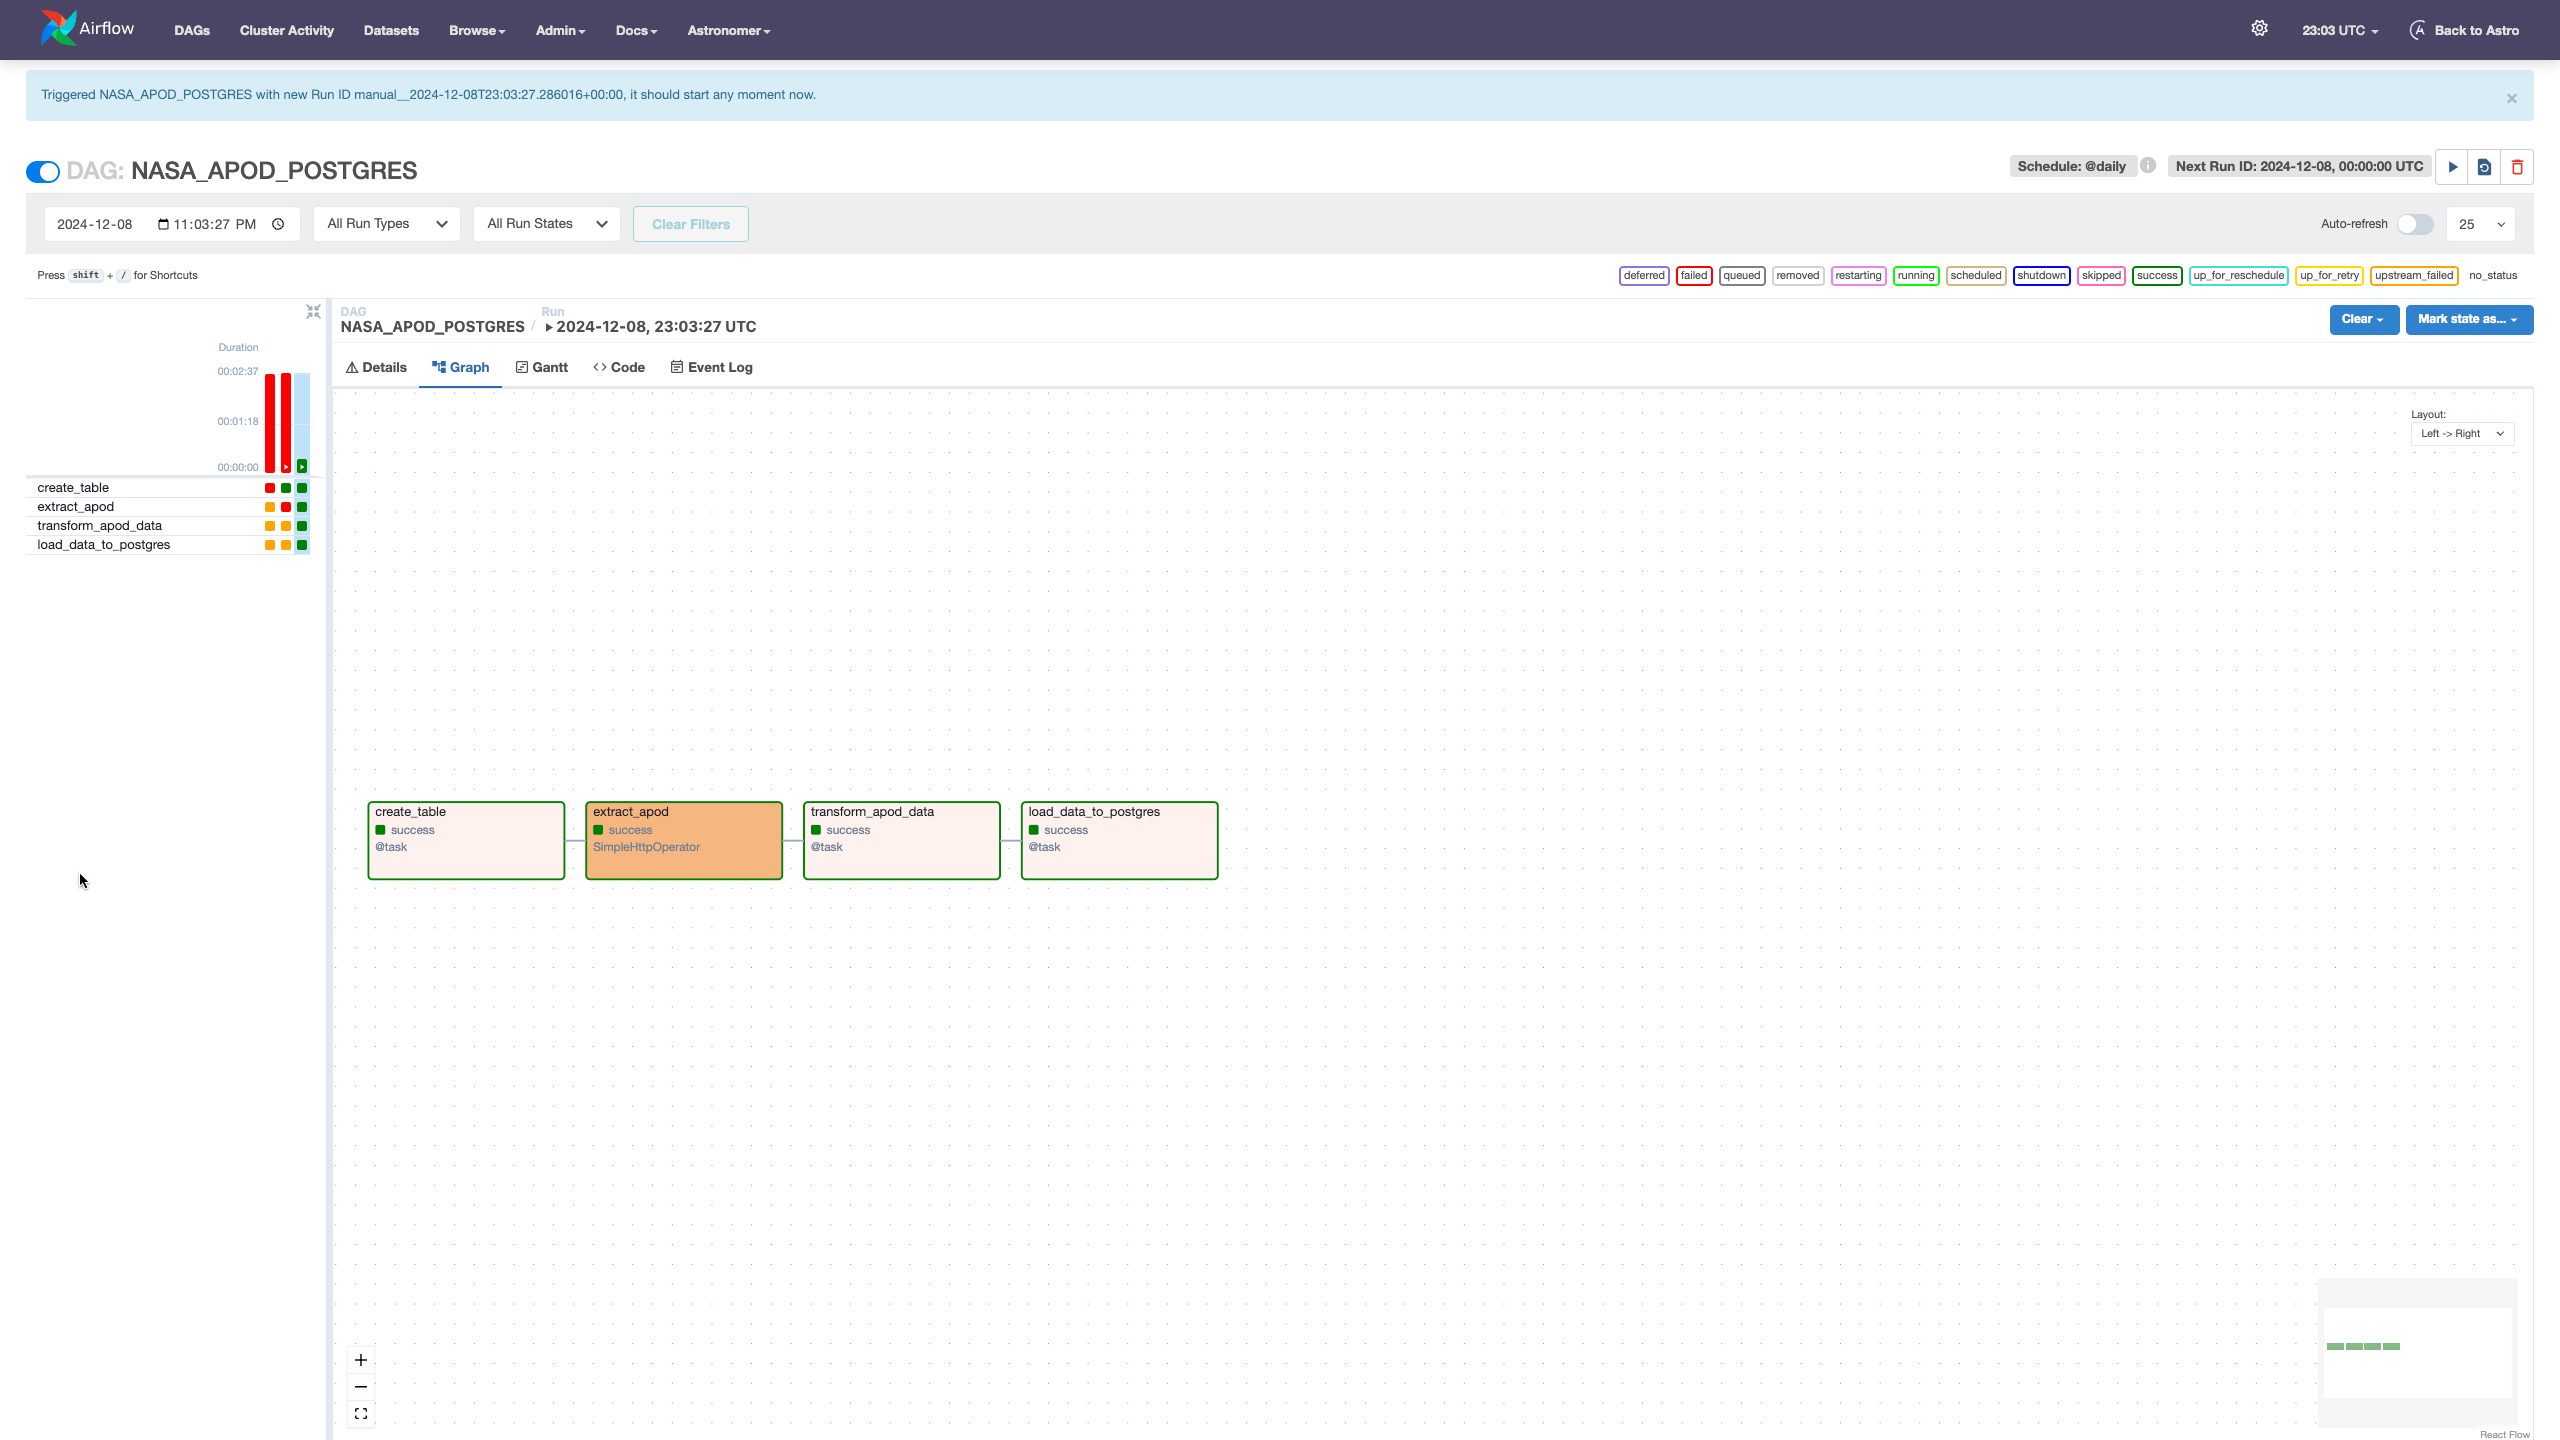 Airflow DAGs Cluster Activity Datasets Browse Admin Docs Astronomer 23:03 UTC Back to Astro
Triggered NASA_APOD_POSTGRES with new Run ID manual__2024-12-08T23:03:27.286016+00:00, it should start any moment now. ×
DAG: NASA_APOD_POSTGRES Schedule: @daily Next Run ID: 2024-12-08, 00:00:00 UTC
2024-12-08 11:03:27 PM All Run Types All Run States Clear Filters Auto-refresh 25
Press shift + / for Shortcuts deferred failed queued removed restarting running scheduled shutdown skipped success up_for_reschedule up_for_retry upstream_failed no_status
DAG Run
NASA_APOD_POSTGRES / 2024-12-08, 23:03:27 UTC Clear Mark state as...
Details Graph Gantt Code Event Log
Duration
00:02:37
00:01:18
00:00:00
create_table
extract_apod
transform_apod_data
load_data_to_postgres
Layout:
Left -> Right
create_table
success
@task
extract_apod
success
SimpleHttpOperator
transform_apod_data
success
@task
load_data_to_postgres
success
@task
React Flow